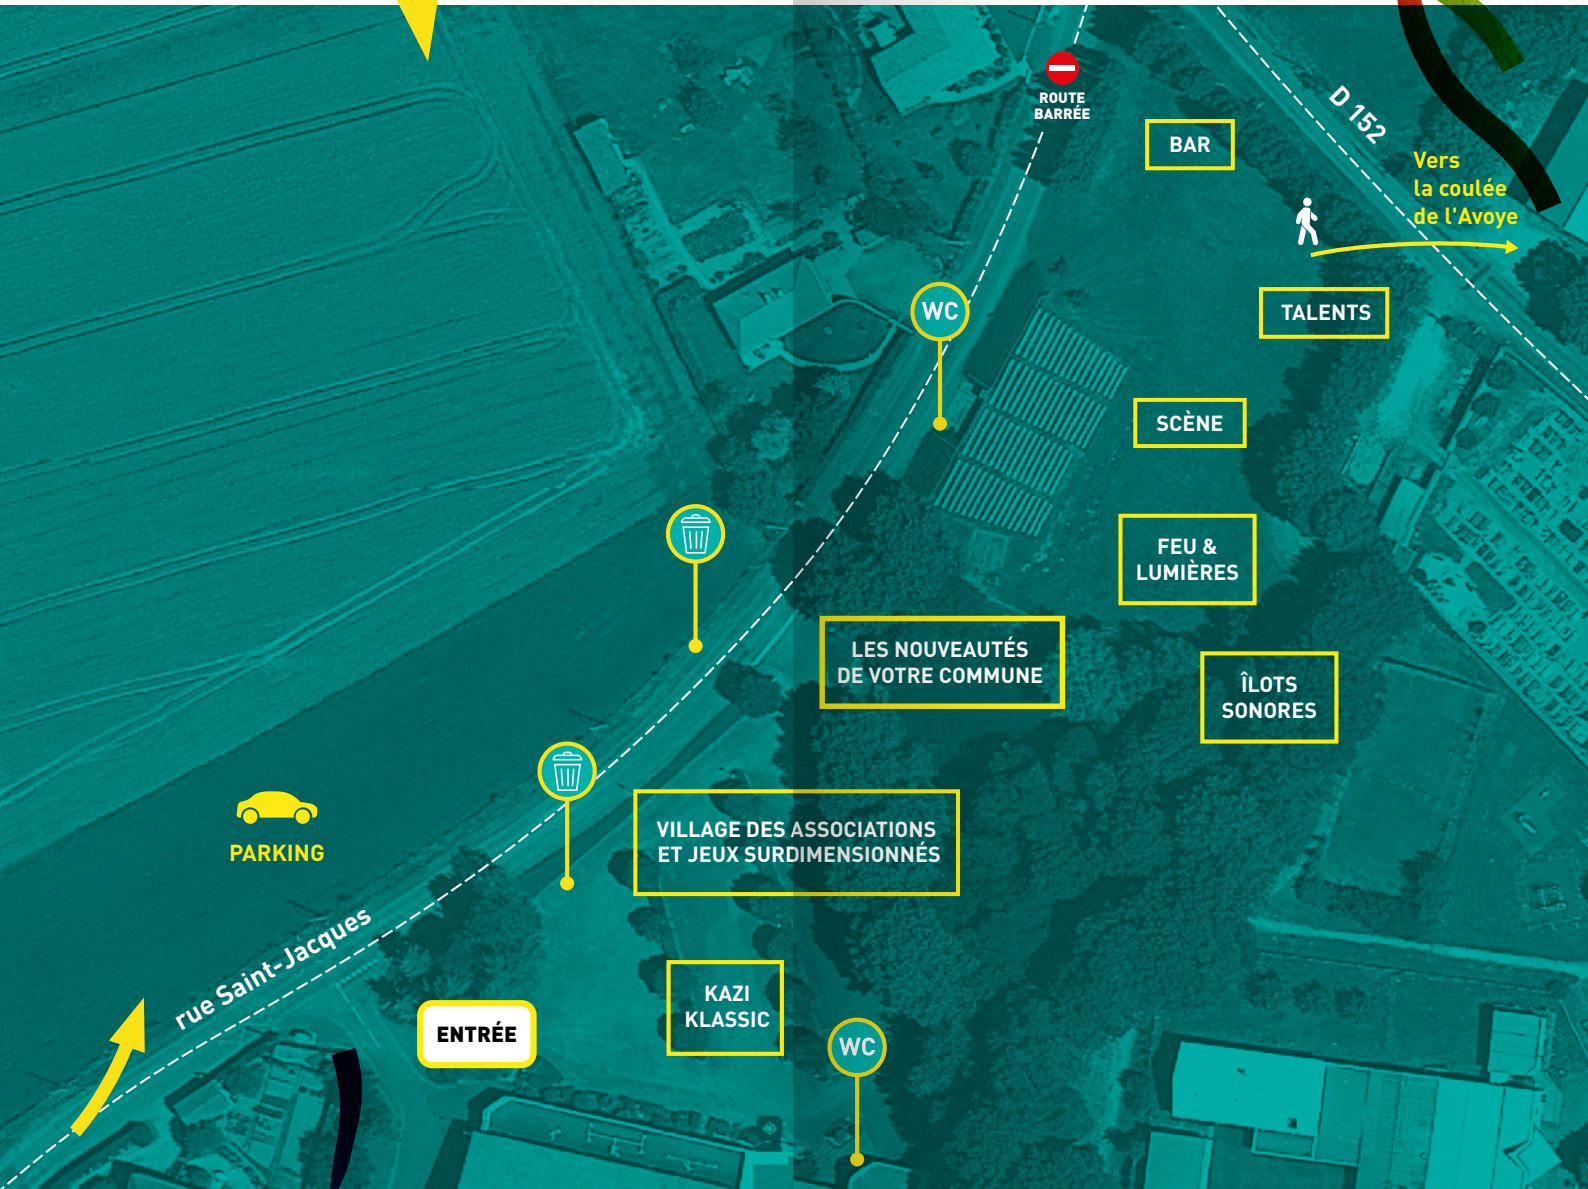 ROUTE
BARRÉE
D 152
BAR
Vers
la coulée
de l'Avoye
WC
TALENTS
SCÈNE
FEU &
LUMIÈRES
LES NOUVEAUTÉS
DE VOTRE COMMUNE
ÎLOTS
SONORES
VILLAGE DES ASSOCIATIONS
ET JEUX SURDIMENSIONNÉS
PARKING
rue Saint-Jacques
KAZI
KLASSIC
ENTRÉE
WC